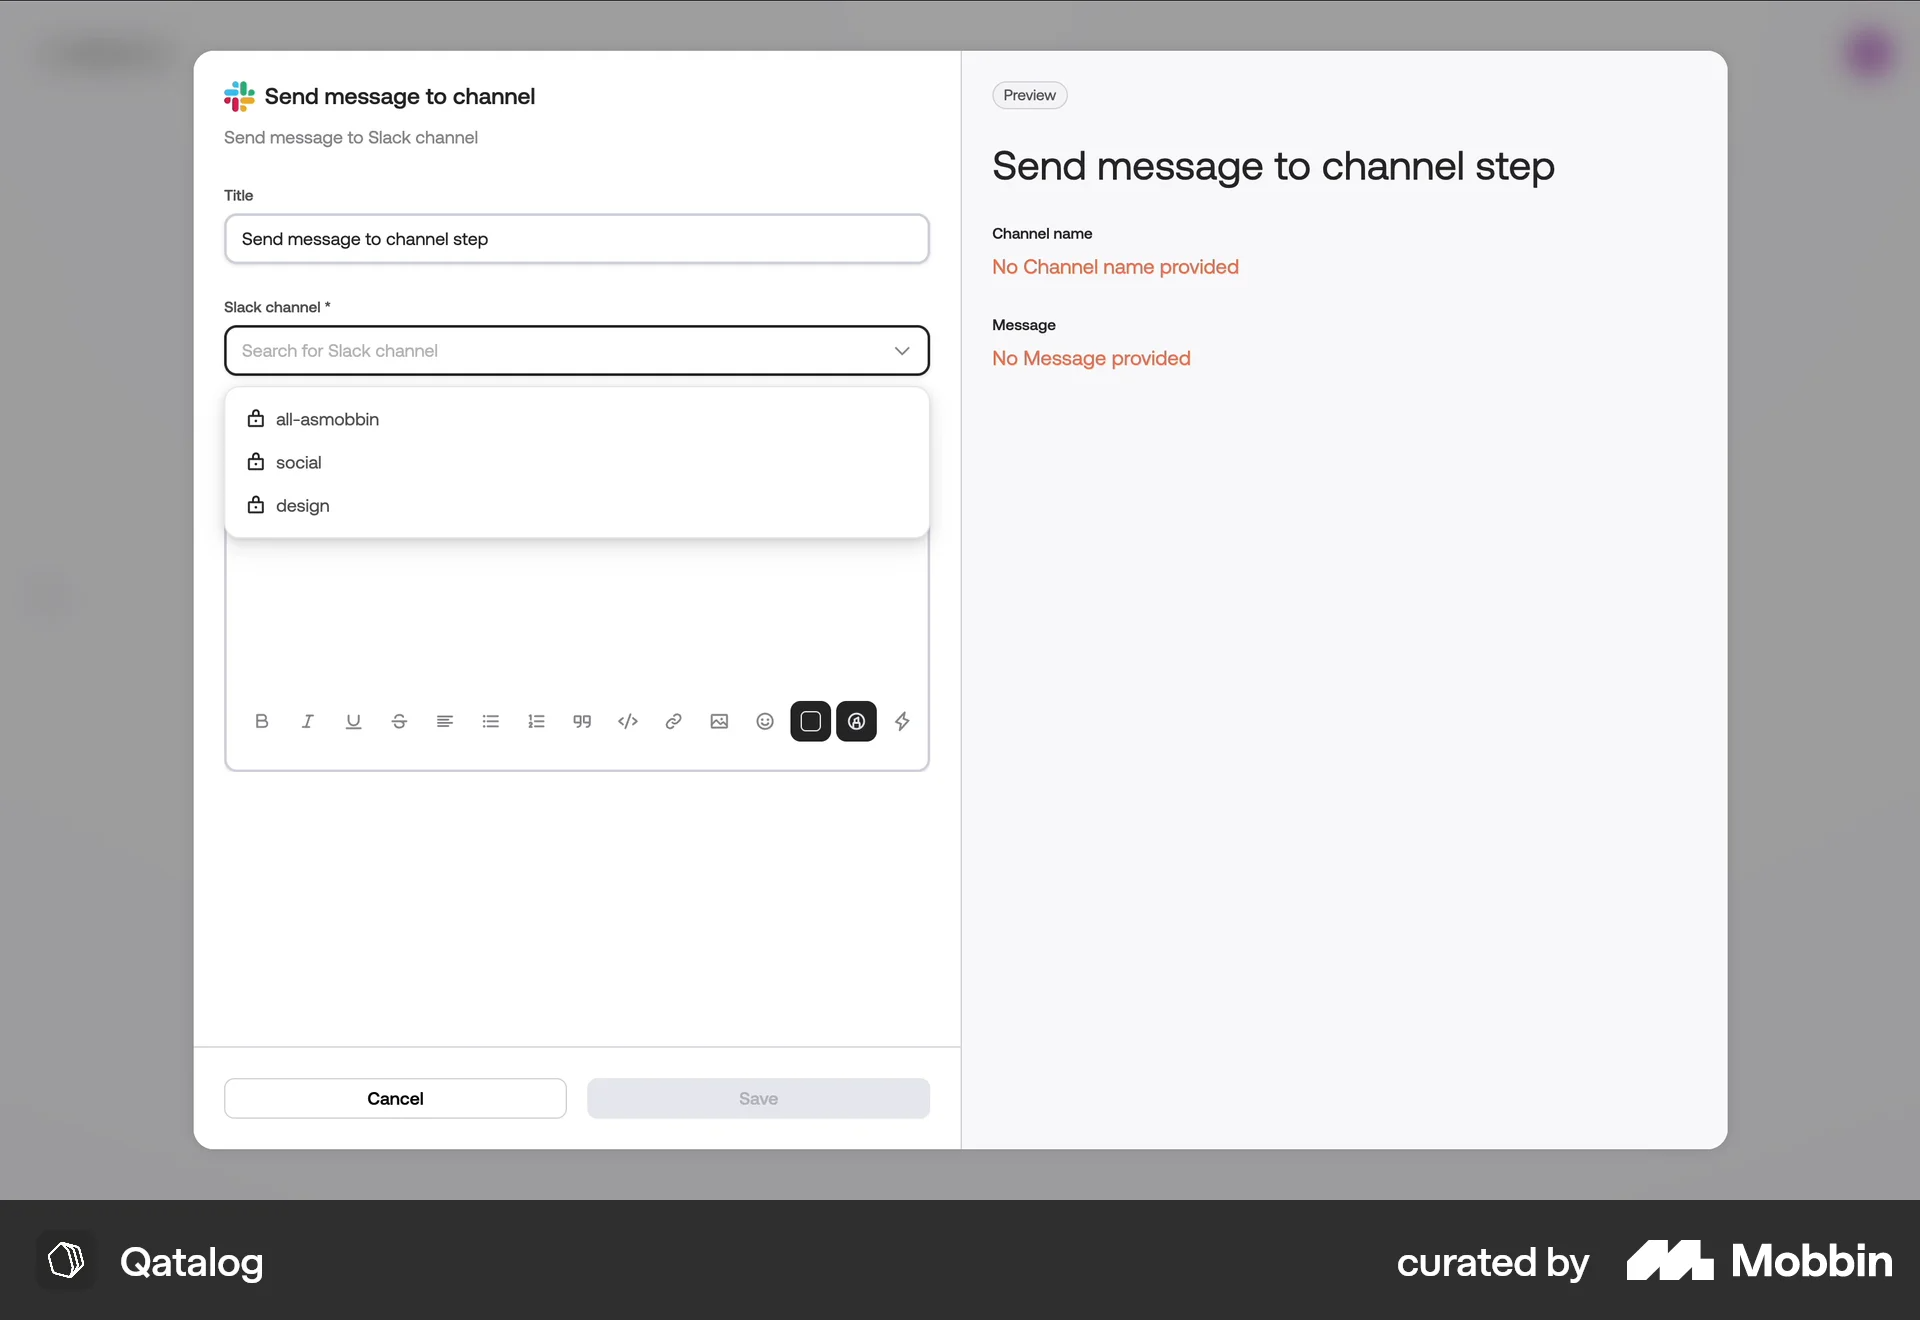 Send message to channel
Send message to Slack channel
Title
Send message to channel step
Slack channel *
Search for Slack channel
all-asmobbin
social
design
Cancel
Save
Preview
Send message to channel step
Channel name
No Channel name provided
Message
No Message provided
Qatalog
curated by Mobbin